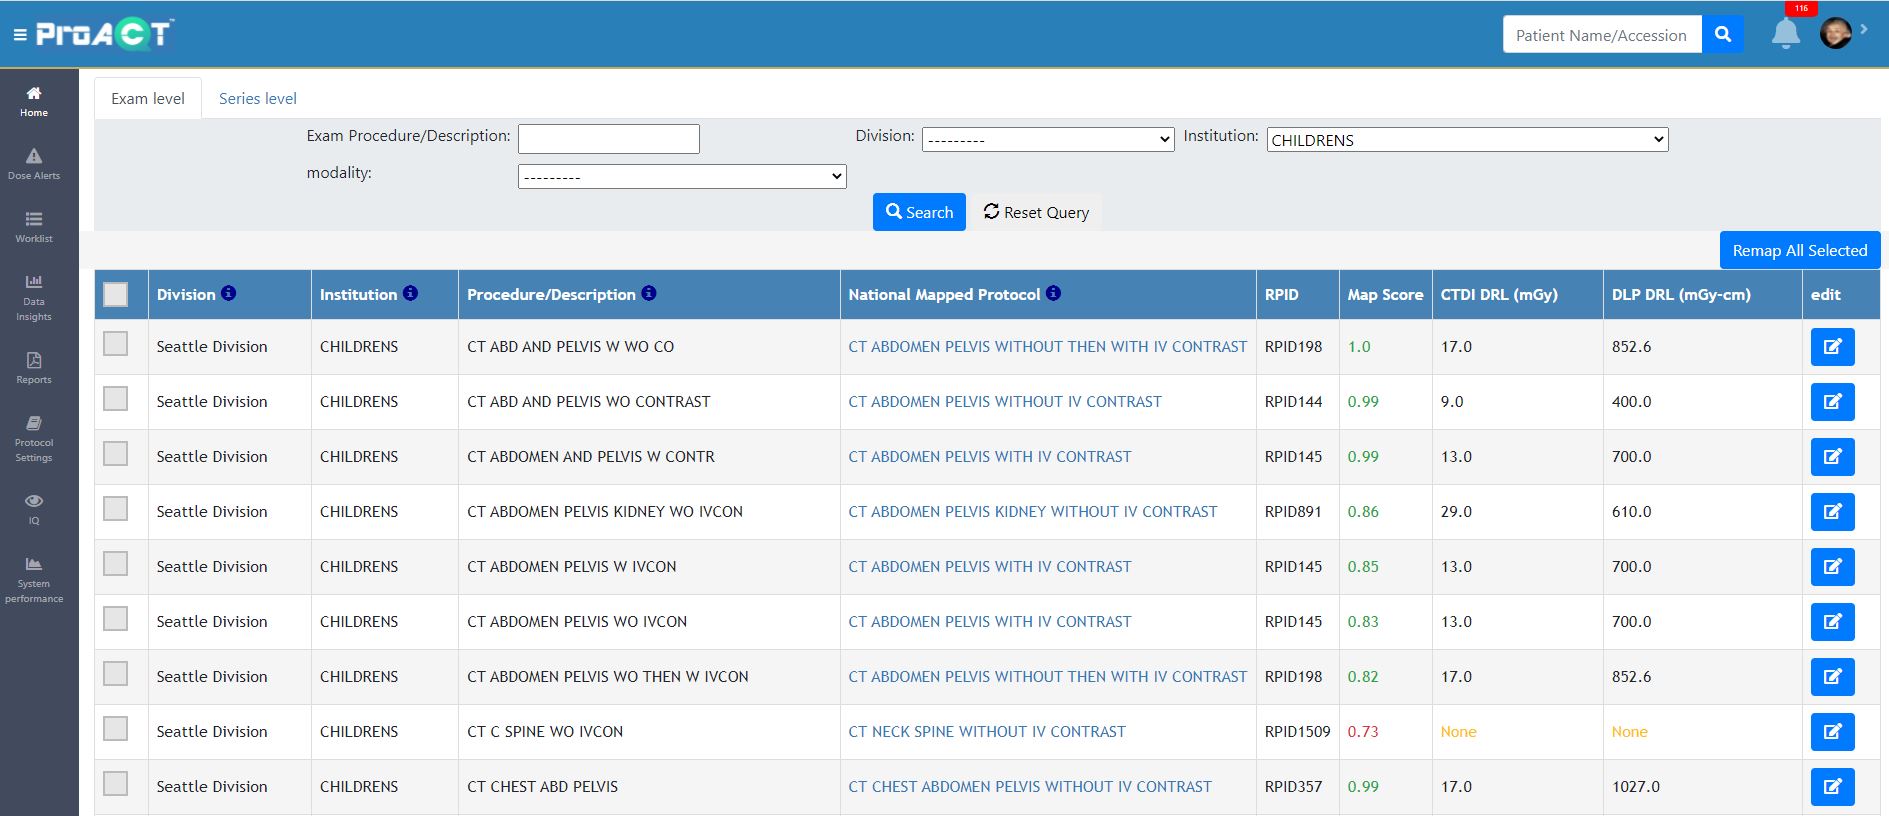 ProACT™
Patient Name/Accession
116
Home
Dose Alerts
Worklist
Data
Insights
Reports
Protocol
Settings
IQ
System
performance
Exam level Series level
Exam Procedure/Description: Division: --------- Institution: CHILDRENS
modality: ---------
Search Reset Query
Remap All Selected
Division Institution Procedure/Description National Mapped Protocol RPID Map Score CTDI DRL (mGy) DLP DRL (mGy-cm) edit
Seattle Division CHILDRENS CT ABD AND PELVIS W WO CO CT ABDOMEN PELVIS WITHOUT THEN WITH IV CONTRAST RPID198 1.0 17.0 852.6
Seattle Division CHILDRENS CT ABD AND PELVIS WO CONTRAST CT ABDOMEN PELVIS WITHOUT IV CONTRAST RPID144 0.99 9.0 400.0
Seattle Division CHILDRENS CT ABDOMEN AND PELVIS W CONTR CT ABDOMEN PELVIS WITH IV CONTRAST RPID145 0.99 13.0 700.0
Seattle Division CHILDRENS CT ABDOMEN PELVIS KIDNEY WO IVCON CT ABDOMEN PELVIS KIDNEY WITHOUT IV CONTRAST RPID891 0.86 29.0 610.0
Seattle Division CHILDRENS CT ABDOMEN PELVIS W IVCON CT ABDOMEN PELVIS WITH IV CONTRAST RPID145 0.85 13.0 700.0
Seattle Division CHILDRENS CT ABDOMEN PELVIS WO IVCON CT ABDOMEN PELVIS WITH IV CONTRAST RPID145 0.83 13.0 700.0
Seattle Division CHILDRENS CT ABDOMEN PELVIS WO THEN W IVCON CT ABDOMEN PELVIS WITHOUT THEN WITH IV CONTRAST RPID198 0.82 17.0 852.6
Seattle Division CHILDRENS CT C SPINE WO IVCON CT NECK SPINE WITHOUT IV CONTRAST RPID1509 0.73 None None
Seattle Division CHILDRENS CT CHEST ABD PELVIS CT CHEST ABDOMEN PELVIS WITHOUT IV CONTRAST RPID357 0.99 17.0 1027.0